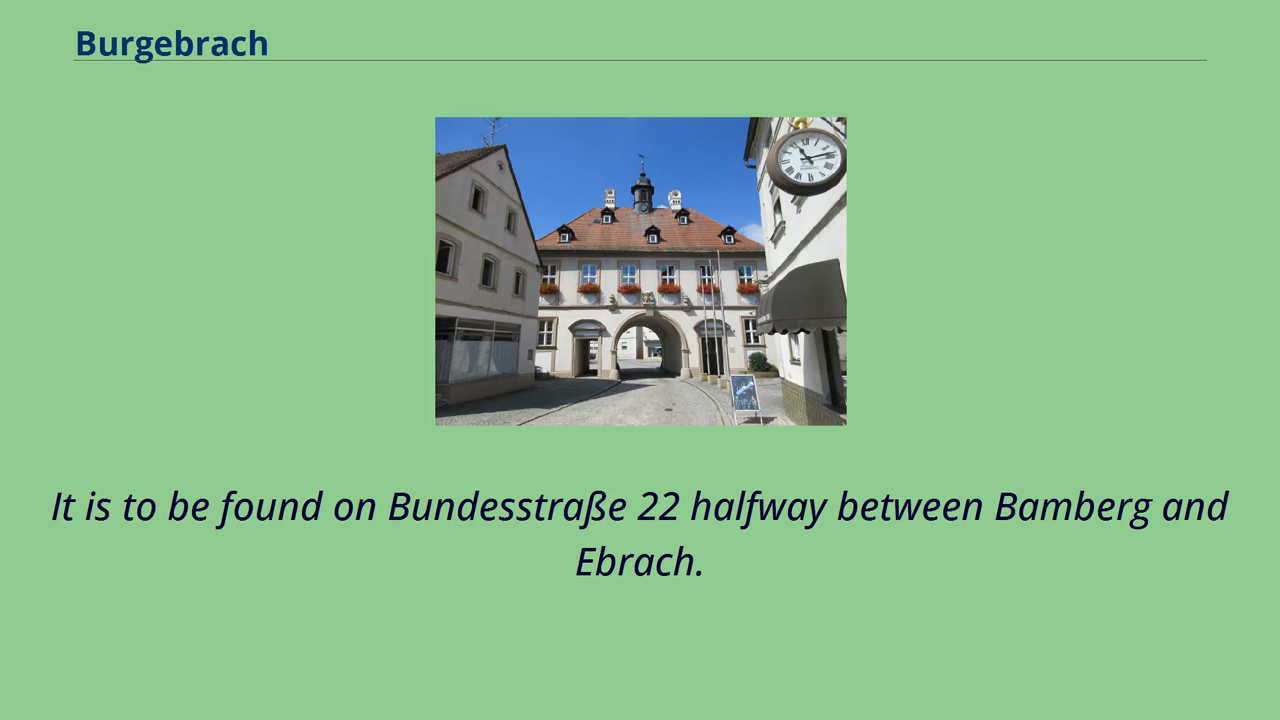 Burgebrach
It is to be found on Bundesstraße 22 halfway between Bamberg and
Ebrach.